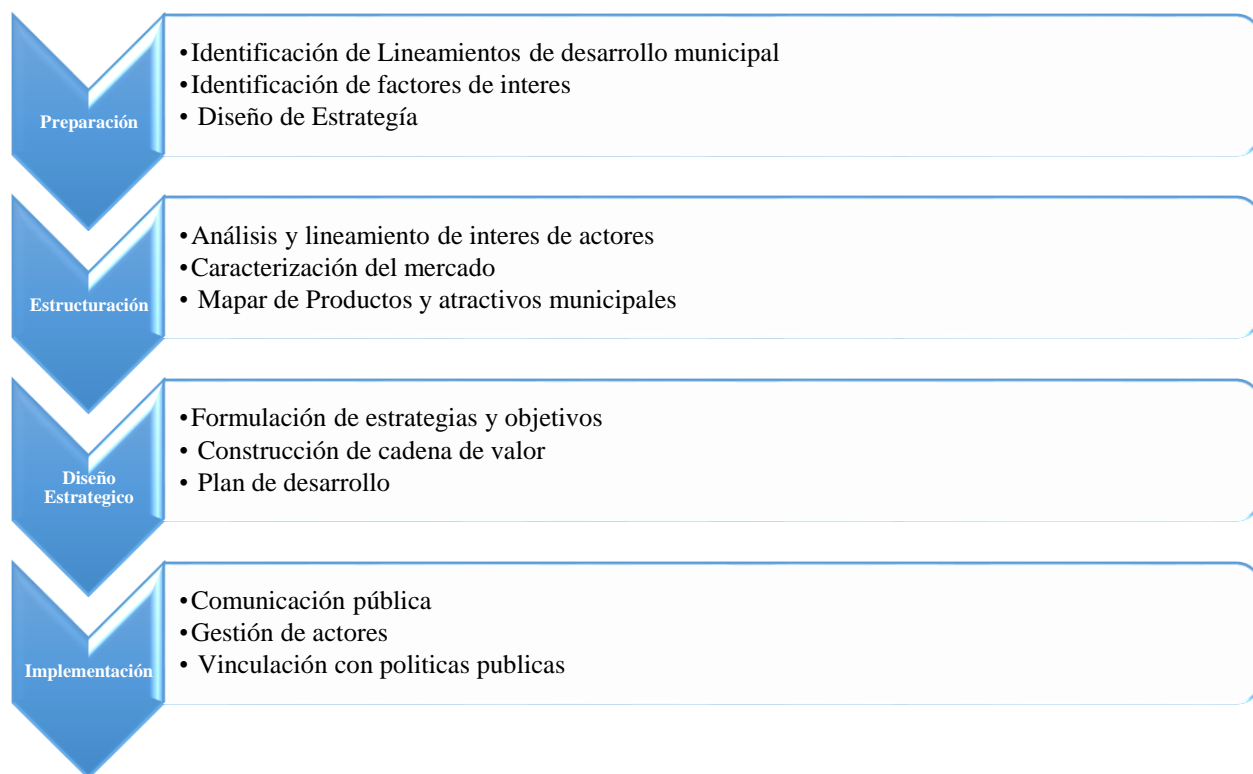 Preparación
•Identificación de Lineamientos de desarrollo municipal
•Identificación de factores de interes
• Diseño de Estrategía
Estructuración
•Análisis y lineamiento de interes de actores
•Caracterización del mercado
• Mapar de Productos y atractivos municipales
Diseño
Estrategico
•Formulación de estrategias y objetivos
• Construcción de cadena de valor
• Plan de desarrollo
Implementación
•Comunicación pública
•Gestión de actores
• Vinculación con politicas publicas